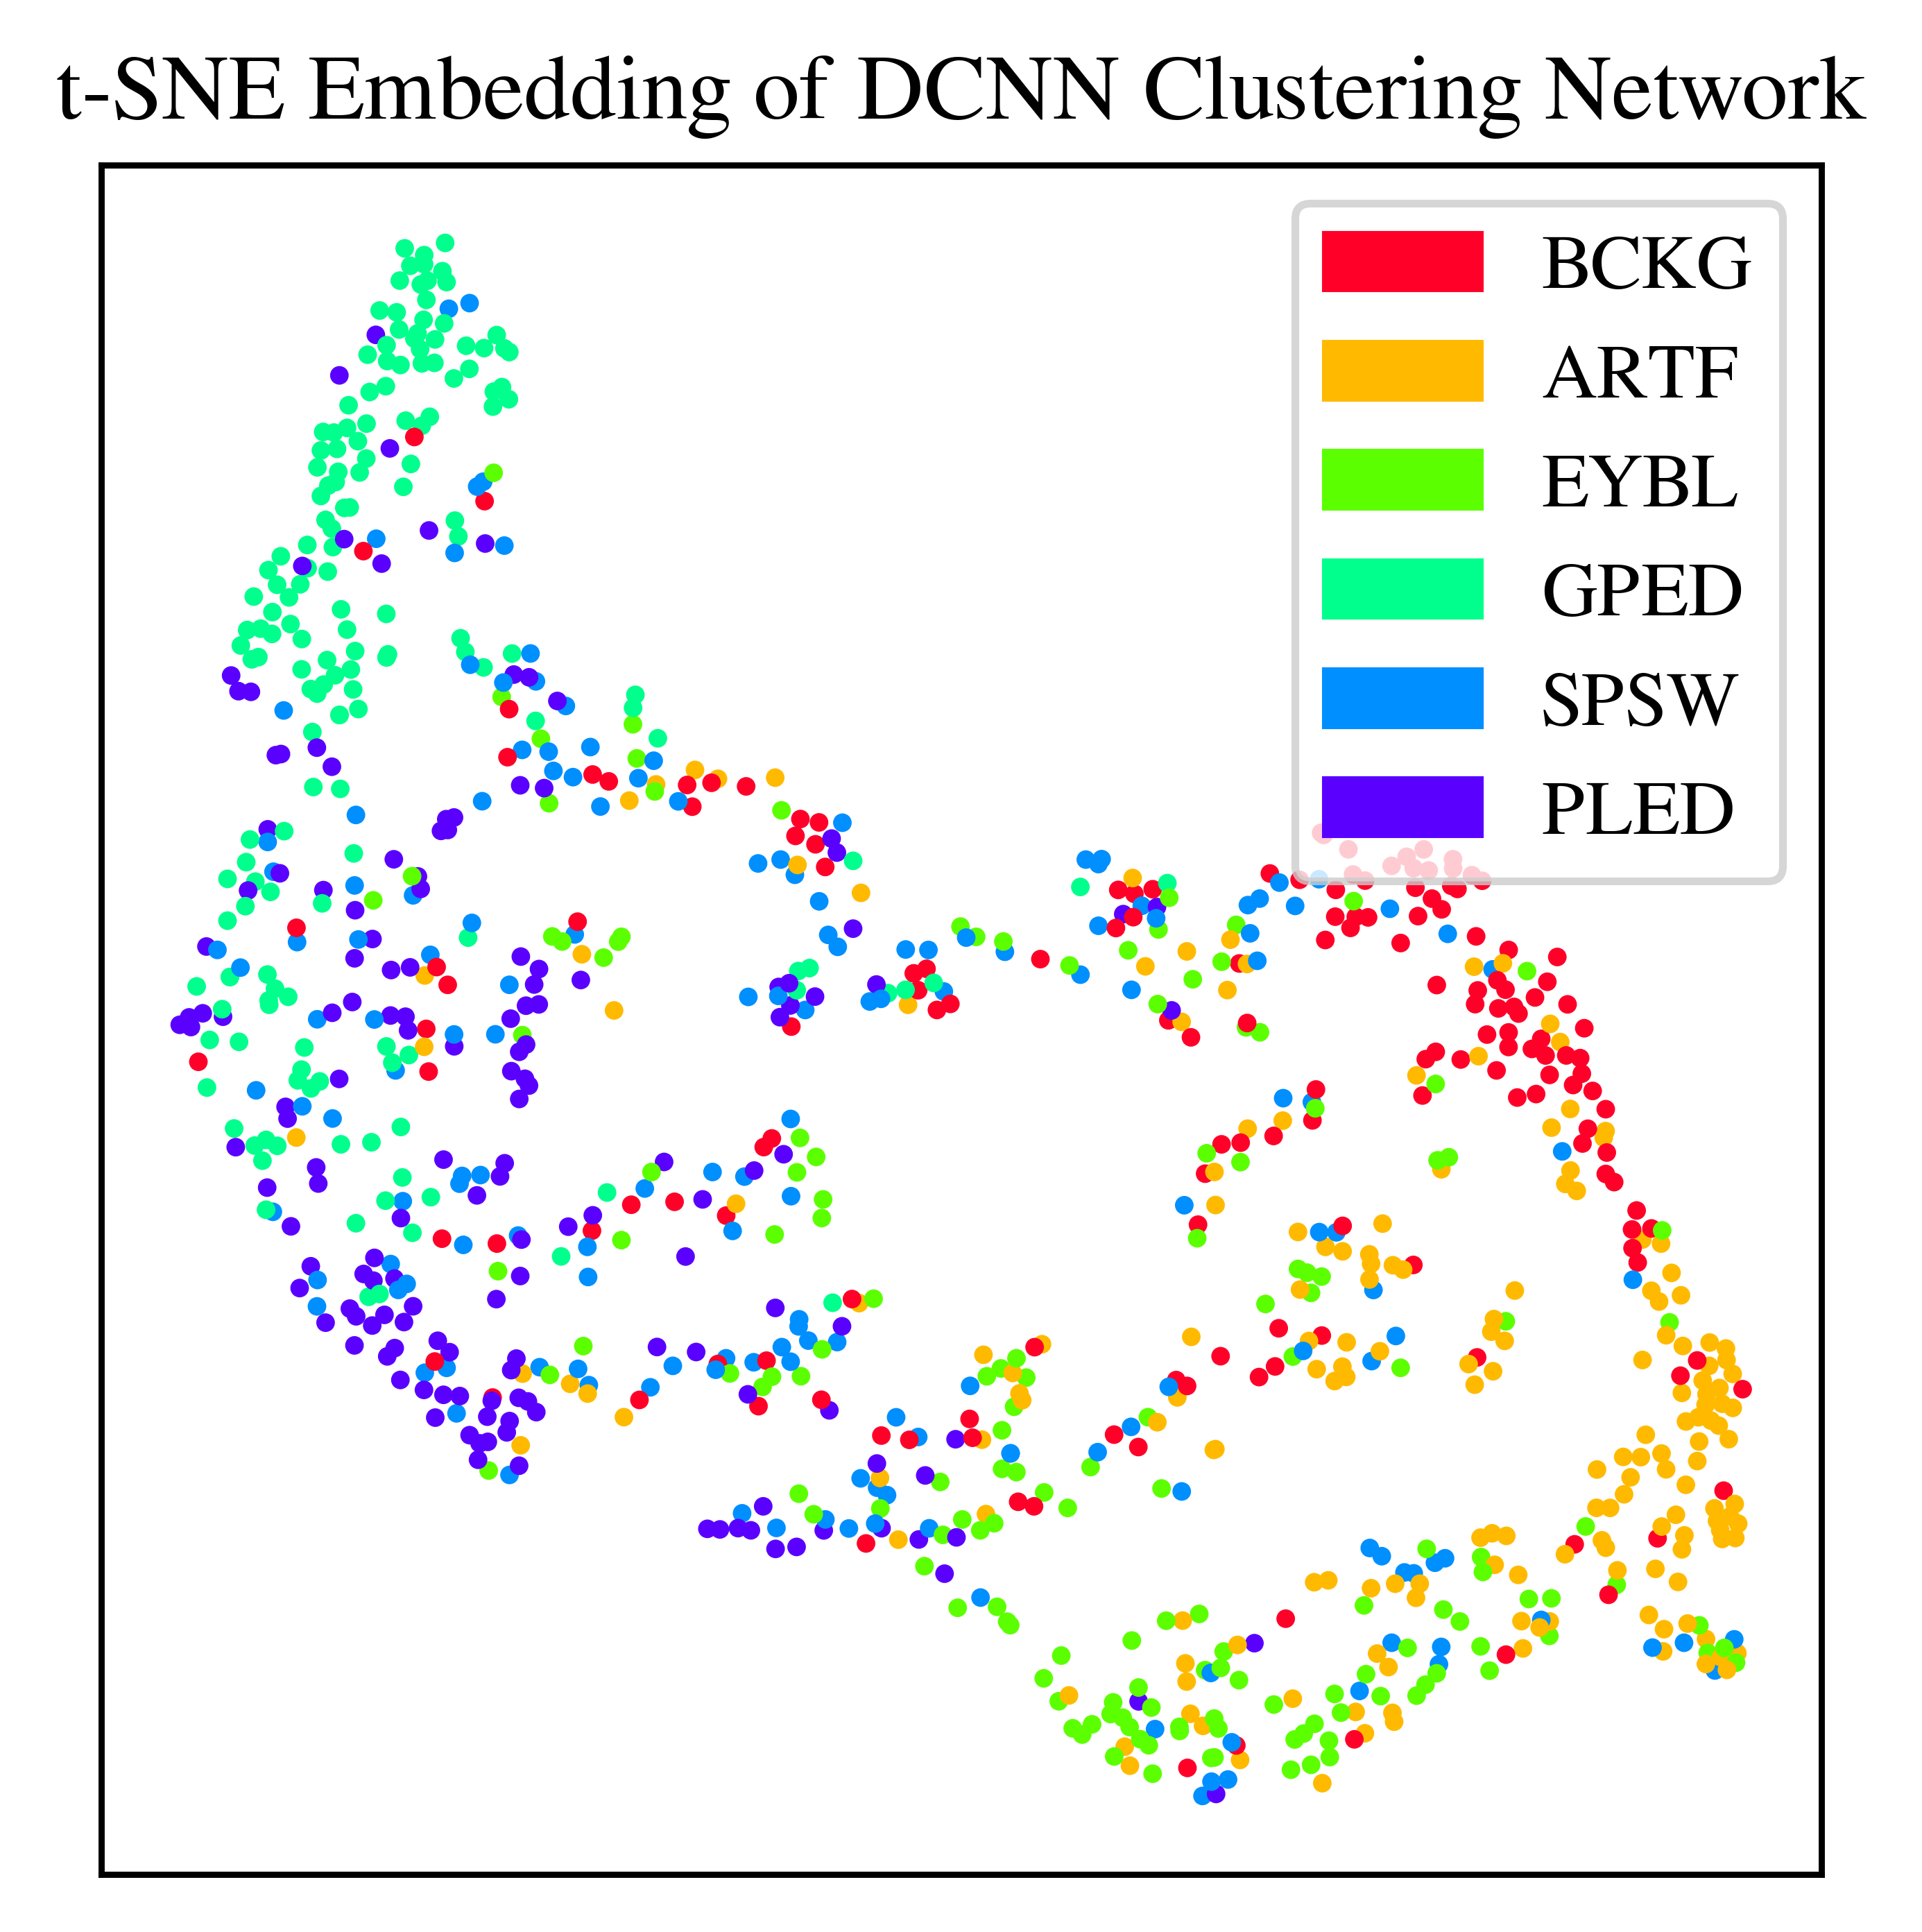 t-SNE Embedding of DCNN Clustering Network
BCKG
ARTF
EYBL
GPED
SPSW
PLED